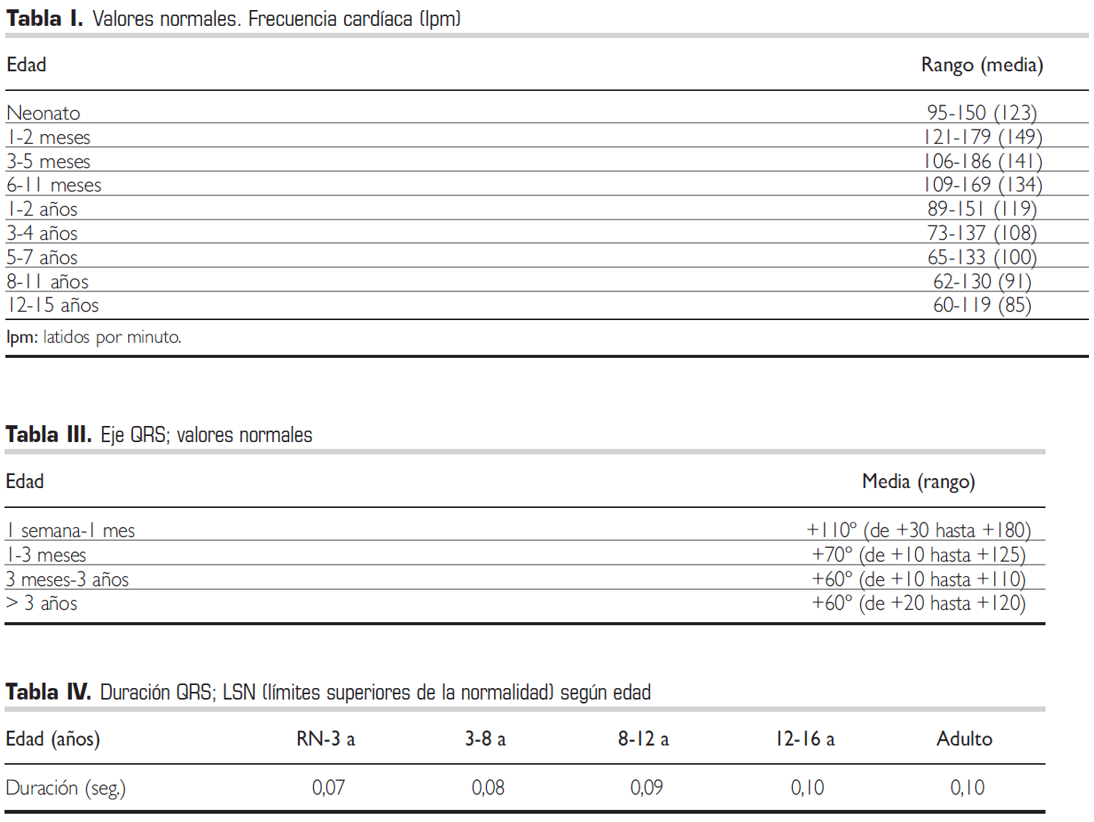 Tabla I. Valores normales. Frecuencia cardíaca (lpm)
Edad Rango (media)
Neonato 95-150 (123)
1-2 meses 121-179 (149)
3-5 meses 106-186 (141)
6-11 meses 109-169 (134)
1-2 años 89-151 (119)
3-4 años 73-137 (108)
5-7 años 65-133 (100)
8-11 años 62-130 (91)
12-15 años 60-119 (85)
lpm: latidos por minuto.
Tabla III. Eje QRS; valores normales
Edad Media (rango)
1 semana-1 mes +110º (de +30 hasta +180)
1-3 meses +70º (de +10 hasta +125)
3 meses-3 años +60º (de +10 hasta +110)
> 3 años +60º (de +20 hasta +120)
Tabla IV. Duración QRS; LSN (límites superiores de la normalidad) según edad
Edad (años) RN-3 a 3-8 a 8-12 a 12-16 a Adulto
Duración (seg.) 0,07 0,08 0,09 0,10 0,10